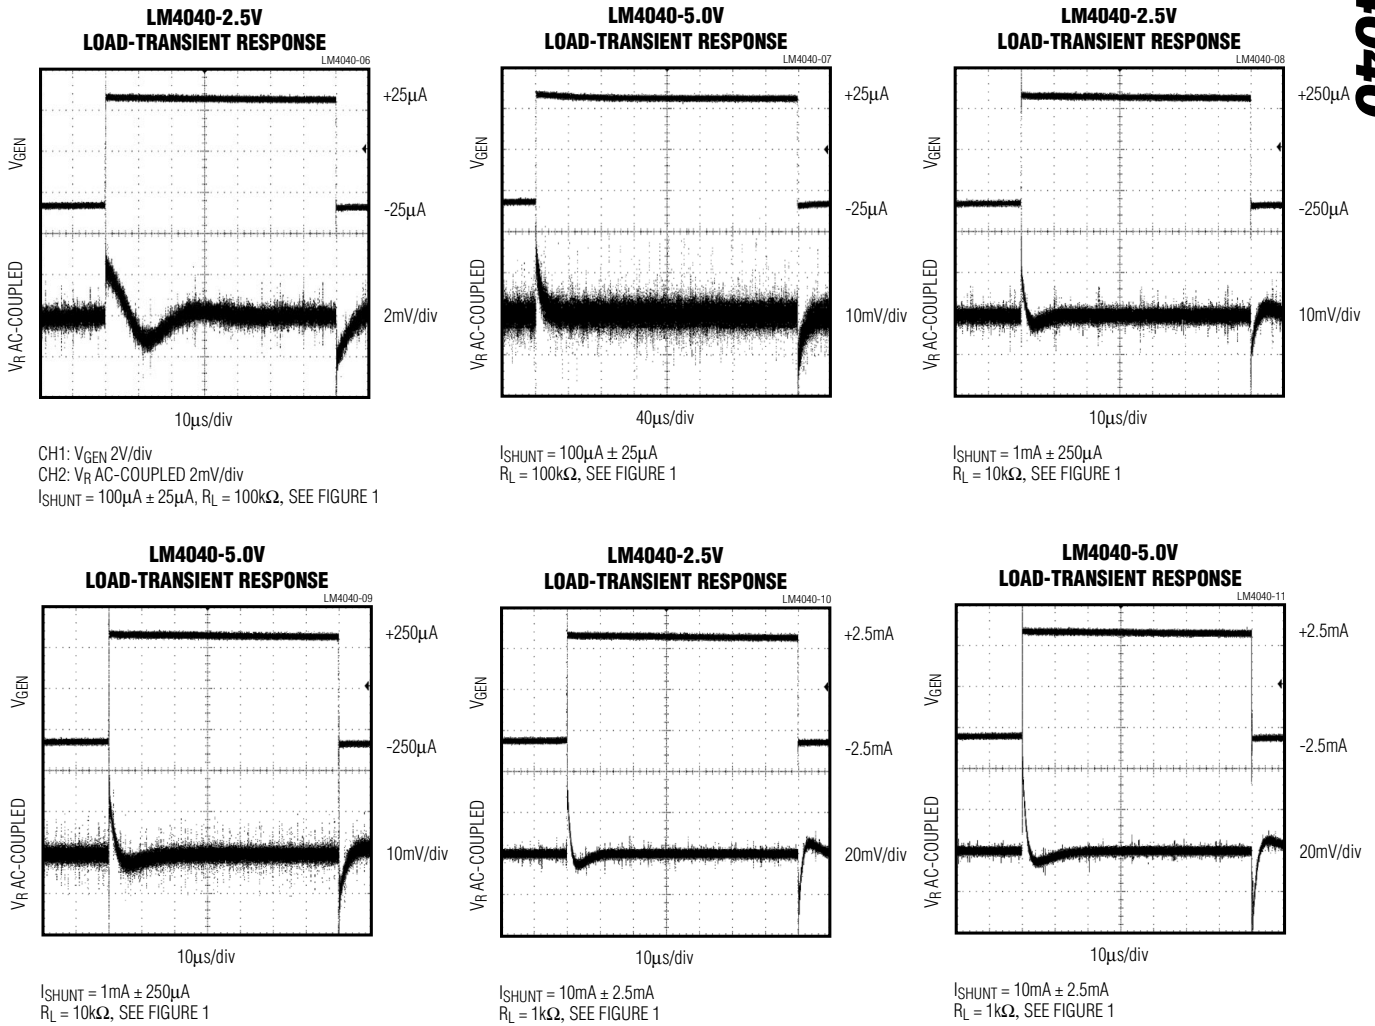 LM4040-2.5V
LOAD-TRANSIENT RESPONSE
LM4040-06
VGEN
+25µA
-25µA
VR AC-COUPLED
2mV/div
10µs/div
CH1: VGEN 2V/div
CH2: VR AC-COUPLED 2mV/div
ISHUNT = 100µA ± 25µA, RL = 100kΩ, SEE FIGURE 1
LM4040-5.0V
LOAD-TRANSIENT RESPONSE
LM4040-07
VGEN
+25µA
-25µA
VR AC-COUPLED
10mV/div
40µs/div
ISHUNT = 100µA ± 25µA
RL = 100kΩ, SEE FIGURE 1
LM4040-2.5V
LOAD-TRANSIENT RESPONSE
LM4040-08
VGEN
+250µA
-250µA
VR AC-COUPLED
10mV/div
10µs/div
ISHUNT = 1mA ± 250µA
RL = 10kΩ, SEE FIGURE 1
LM4040-5.0V
LOAD-TRANSIENT RESPONSE
LM4040-09
VGEN
+250µA
-250µA
VR AC-COUPLED
10mV/div
10µs/div
ISHUNT = 1mA ± 250µA
RL = 10kΩ, SEE FIGURE 1
LM4040-2.5V
LOAD-TRANSIENT RESPONSE
LM4040-10
VGEN
+2.5mA
-2.5mA
VR AC-COUPLED
20mV/div
10µs/div
ISHUNT = 10mA ± 2.5mA
RL = 1kΩ, SEE FIGURE 1
LM4040-5.0V
LOAD-TRANSIENT RESPONSE
LM4040-11
VGEN
+2.5mA
-2.5mA
VR AC-COUPLED
20mV/div
10µs/div
ISHUNT = 10mA ± 2.5mA
RL = 1kΩ, SEE FIGURE 1